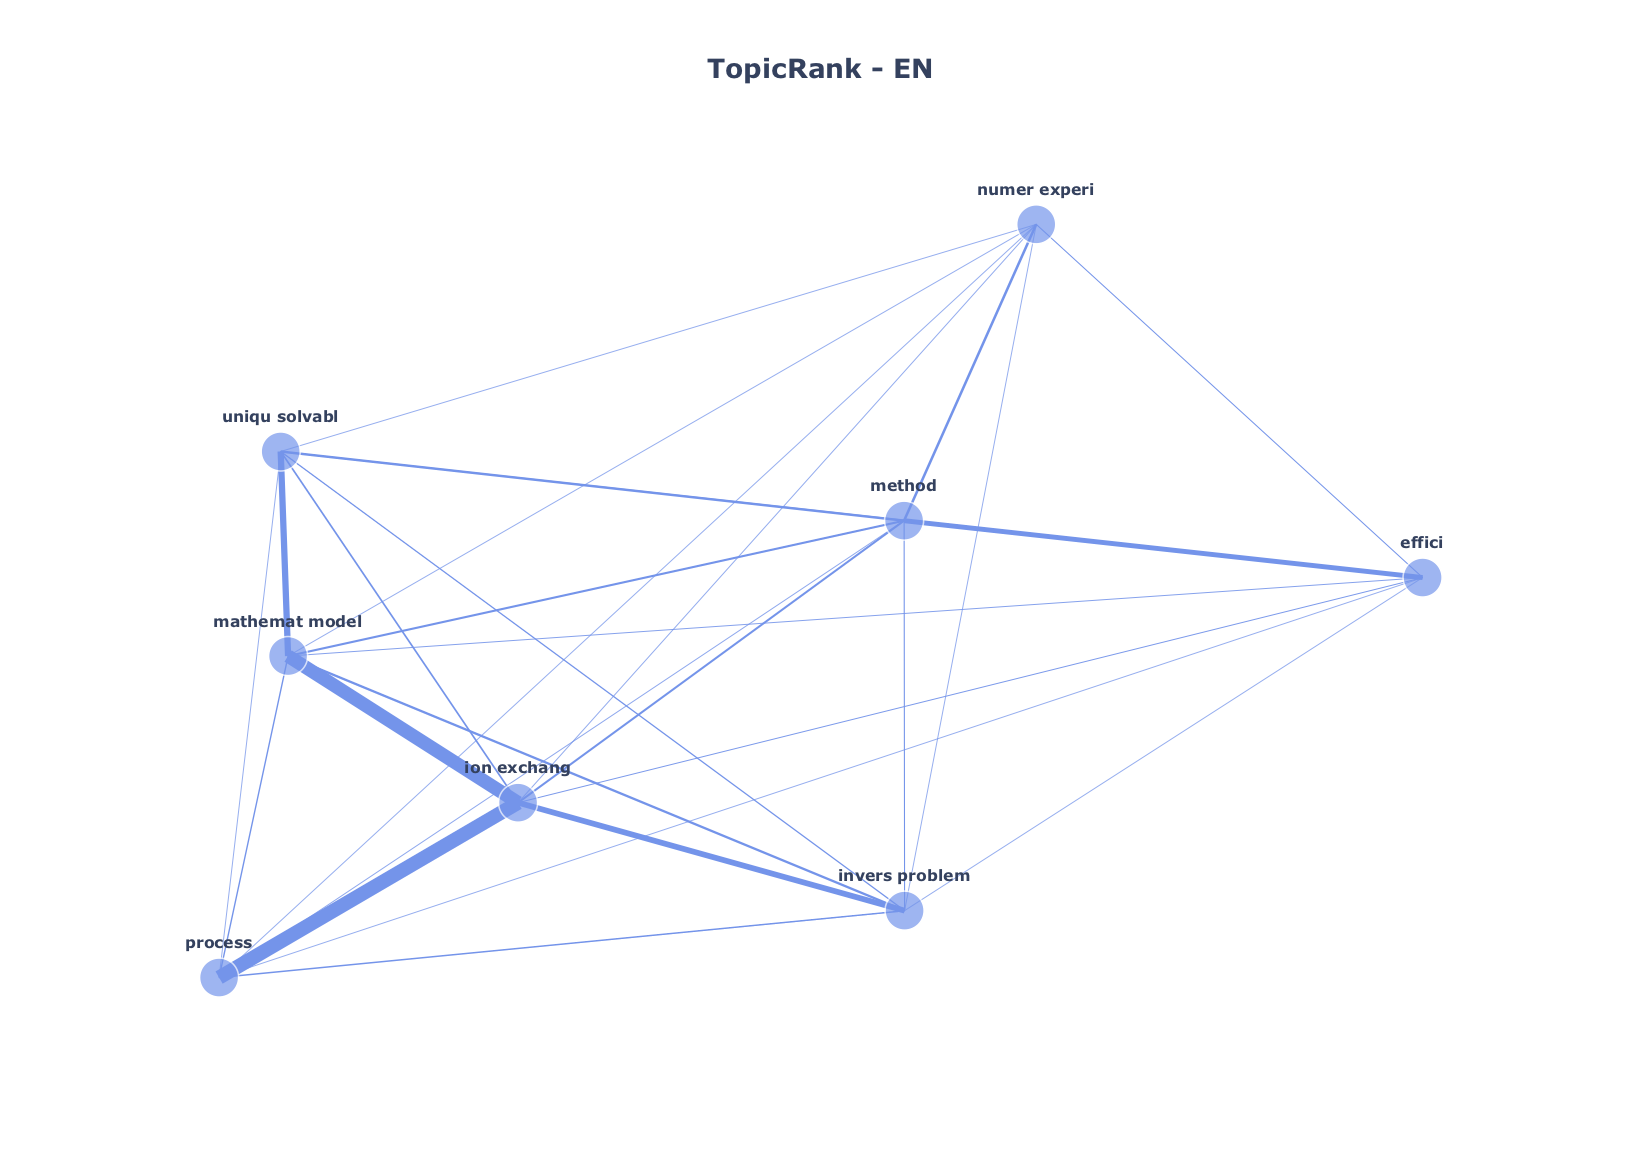 TopicRank – EN
numer experi
uniqu solvabl
method
effici
mathemat model
ion exchang
invers problem
process